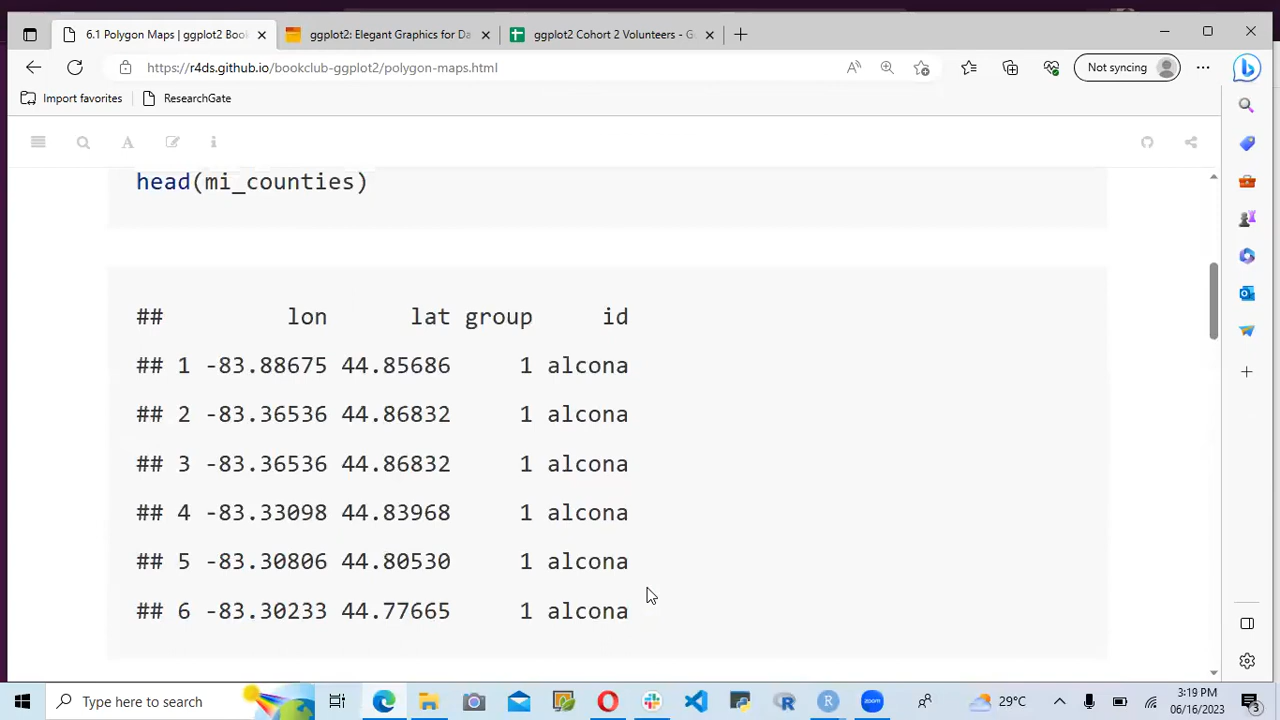 6.1 Polygon Maps | ggplot2 Boo
ggplot2: Elegant Graphics for Da
ggplot2 Cohort 2 Volunteers - G
https://r4ds.github.io/bookclub-ggplot2/polygon-maps.html
Not syncing
Import favorites
ResearchGate
head(mi_counties)
## lon lat group id
## 1 -83.88675 44.85686 1 alcona
## 2 -83.36536 44.86832 1 alcona
## 3 -83.36536 44.86832 1 alcona
## 4 -83.33098 44.83968 1 alcona
## 5 -83.30806 44.80530 1 alcona
## 6 -83.30233 44.77665 1 alcona
Type here to search
zoom
29°C
3:19 PM
06/16/2023
3